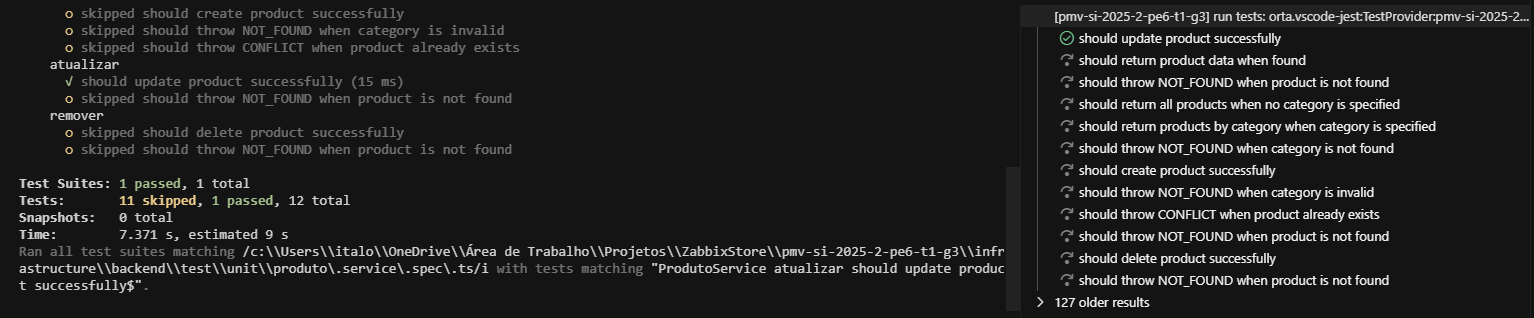 ○ skipped should create product successfully
○ skipped should throw NOT_FOUND when category is invalid
○ skipped should throw CONFLICT when product already exists
atualizar
√ should update product successfully (15 ms)
○ skipped should throw NOT_FOUND when product is not found
remover
○ skipped should delete product successfully
○ skipped should throw NOT_FOUND when product is not found
Test Suites: 1 passed, 1 total
Tests: 11 skipped, 1 passed, 12 total
Snapshots: 0 total
Time: 7.371 s, estimated 9 s
Ran all test suites matching /c:\\Users\\italo\\OneDrive\\Área de Trabalho\\Projetos\\ZabbixStore\\pmv-si-2025-2-pe6-t1-g3\\infr
astructure\\backend\\test\\unit\\produto\.service\.spec\.ts/i with tests matching "ProdutoService atualizar should update produc
t successfully$".
[pmv-si-2025-2-pe6-t1-g3] run tests: orta.vscode-jest:TestProvider:pmv-si-2025-2...
should update product successfully
should return product data when found
should throw NOT_FOUND when product is not found
should return all products when no category is specified
should return products by category when category is specified
should throw NOT_FOUND when category is not found
should create product successfully
should throw NOT_FOUND when category is invalid
should throw CONFLICT when product already exists
should throw NOT_FOUND when product is not found
should delete product successfully
should throw NOT_FOUND when product is not found
127 older results